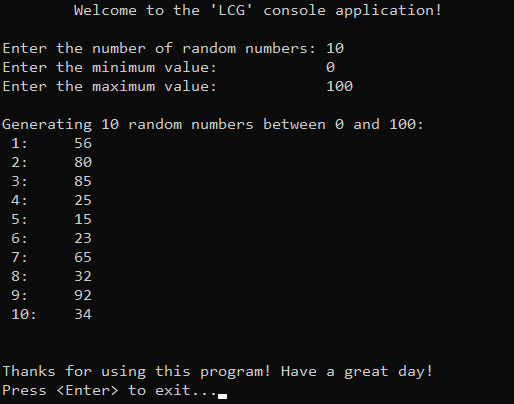 Welcome to the 'LCG' console application!
Enter the number of random numbers: 10
Enter the minimum value: 0
Enter the maximum value: 100
Generating 10 random numbers between 0 and 100:
1: 56
2: 80
3: 85
4: 25
5: 15
6: 23
7: 65
8: 32
9: 92
10: 34
Thanks for using this program! Have a great day!
Press <Enter> to exit...